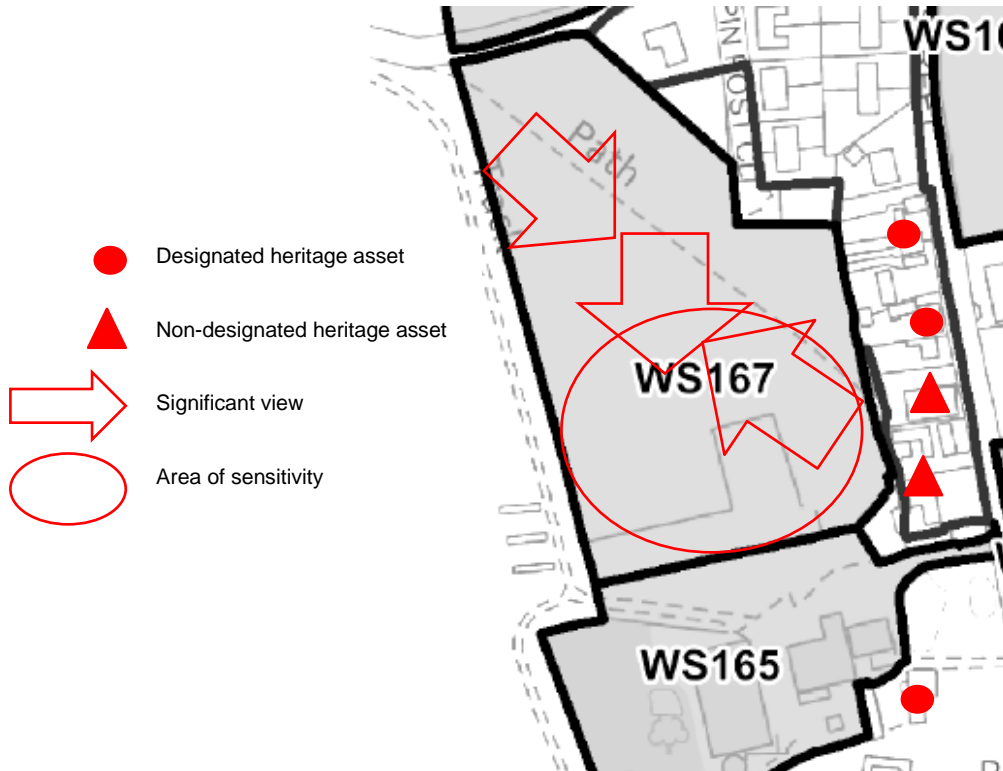 WS16
Path
Designated heritage asset
Non-designated heritage asset
Significant view
WS167
Area of sensitivity
WS165